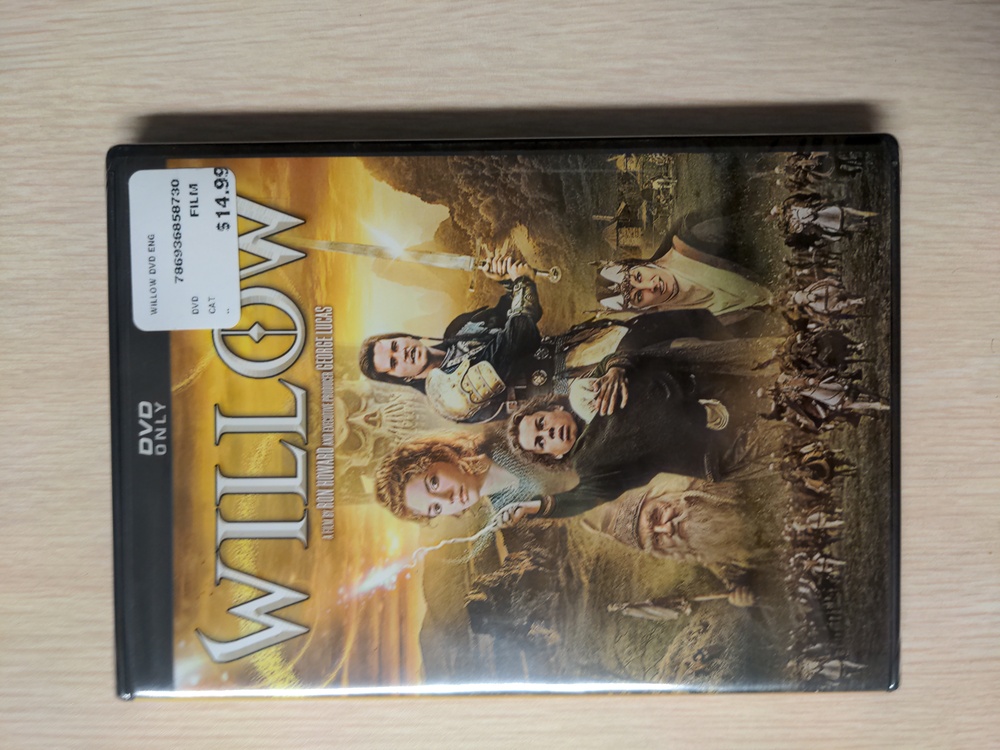 DVD
ONLY
WILLOW DVD ENG
786936858730
DVD FILM
CAT
..
$14.99
WILLOW
A FILM BY RON HOWARD AND EXECUTIVE PRODUCER GEORGE LUCAS